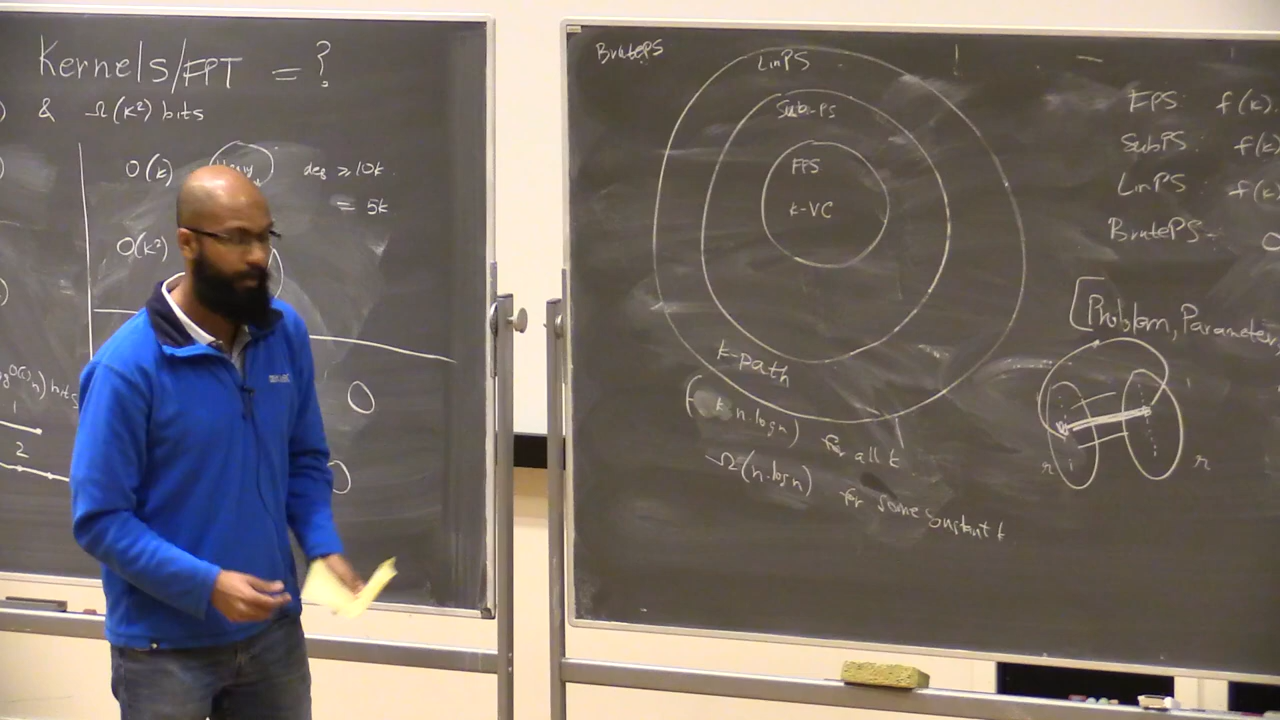 Kernels/FPT = ?
) & Ω(k²) bits
O(k)
deg ≥ 10k
= 5k
O(k²)
n) bits
1
2
BrutePS
LinPS
Sub-PS
FPS
k-VC
k-path
n.logn) for all k
Ω(n.logn) for some constant k
FPS: f(k).
SubPS: f(k)
LinPS f(k)
BrutePS-
[Problem, Parameter,
n
n